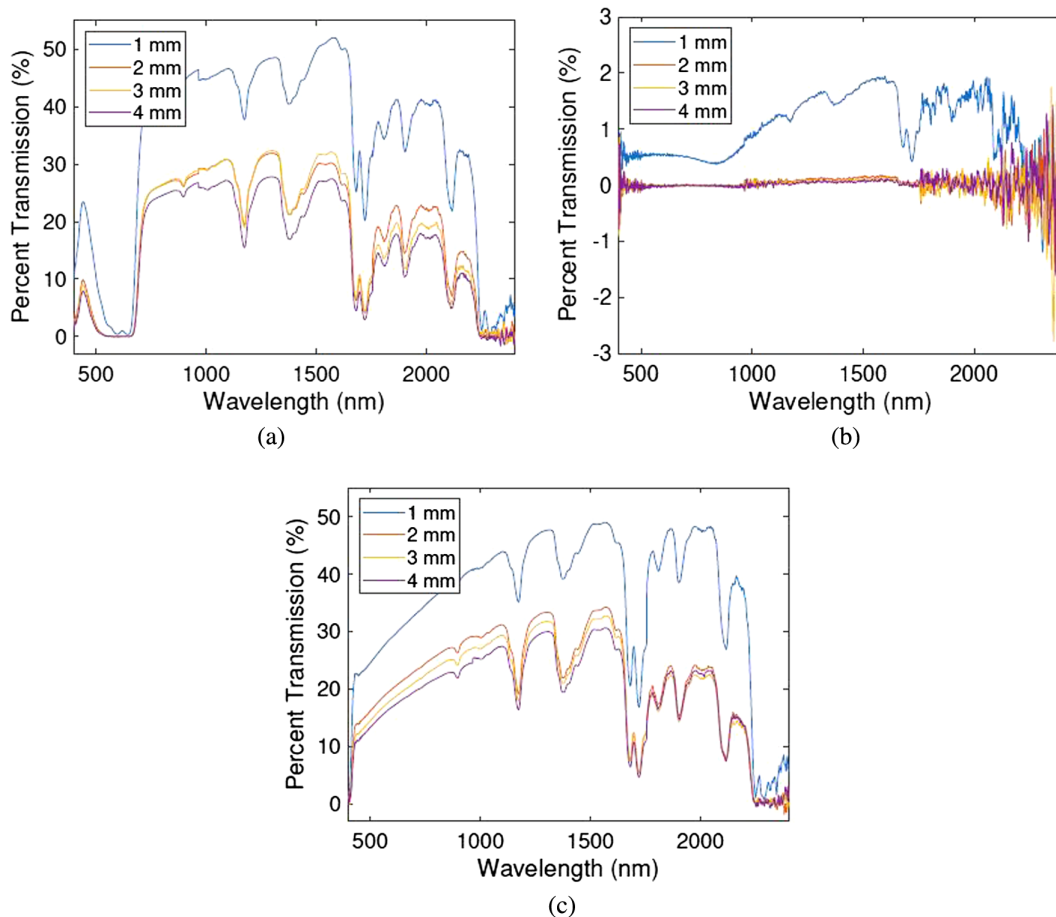 Percent Transmission (%)
50
40
30
20
10
0
1 mm
2 mm
3 mm
4 mm
500
1000
1500
2000
Wavelength (nm)
(a)
Percent Transmission (%)
3
2
1
0
-1
-2
-3
1 mm
2 mm
3 mm
4 mm
500
1000
1500
2000
Wavelength (nm)
(b)
Percent Transmission (%)
50
40
30
20
10
0
1 mm
2 mm
3 mm
4 mm
500
1000
1500
2000
Wavelength (nm)
(c)